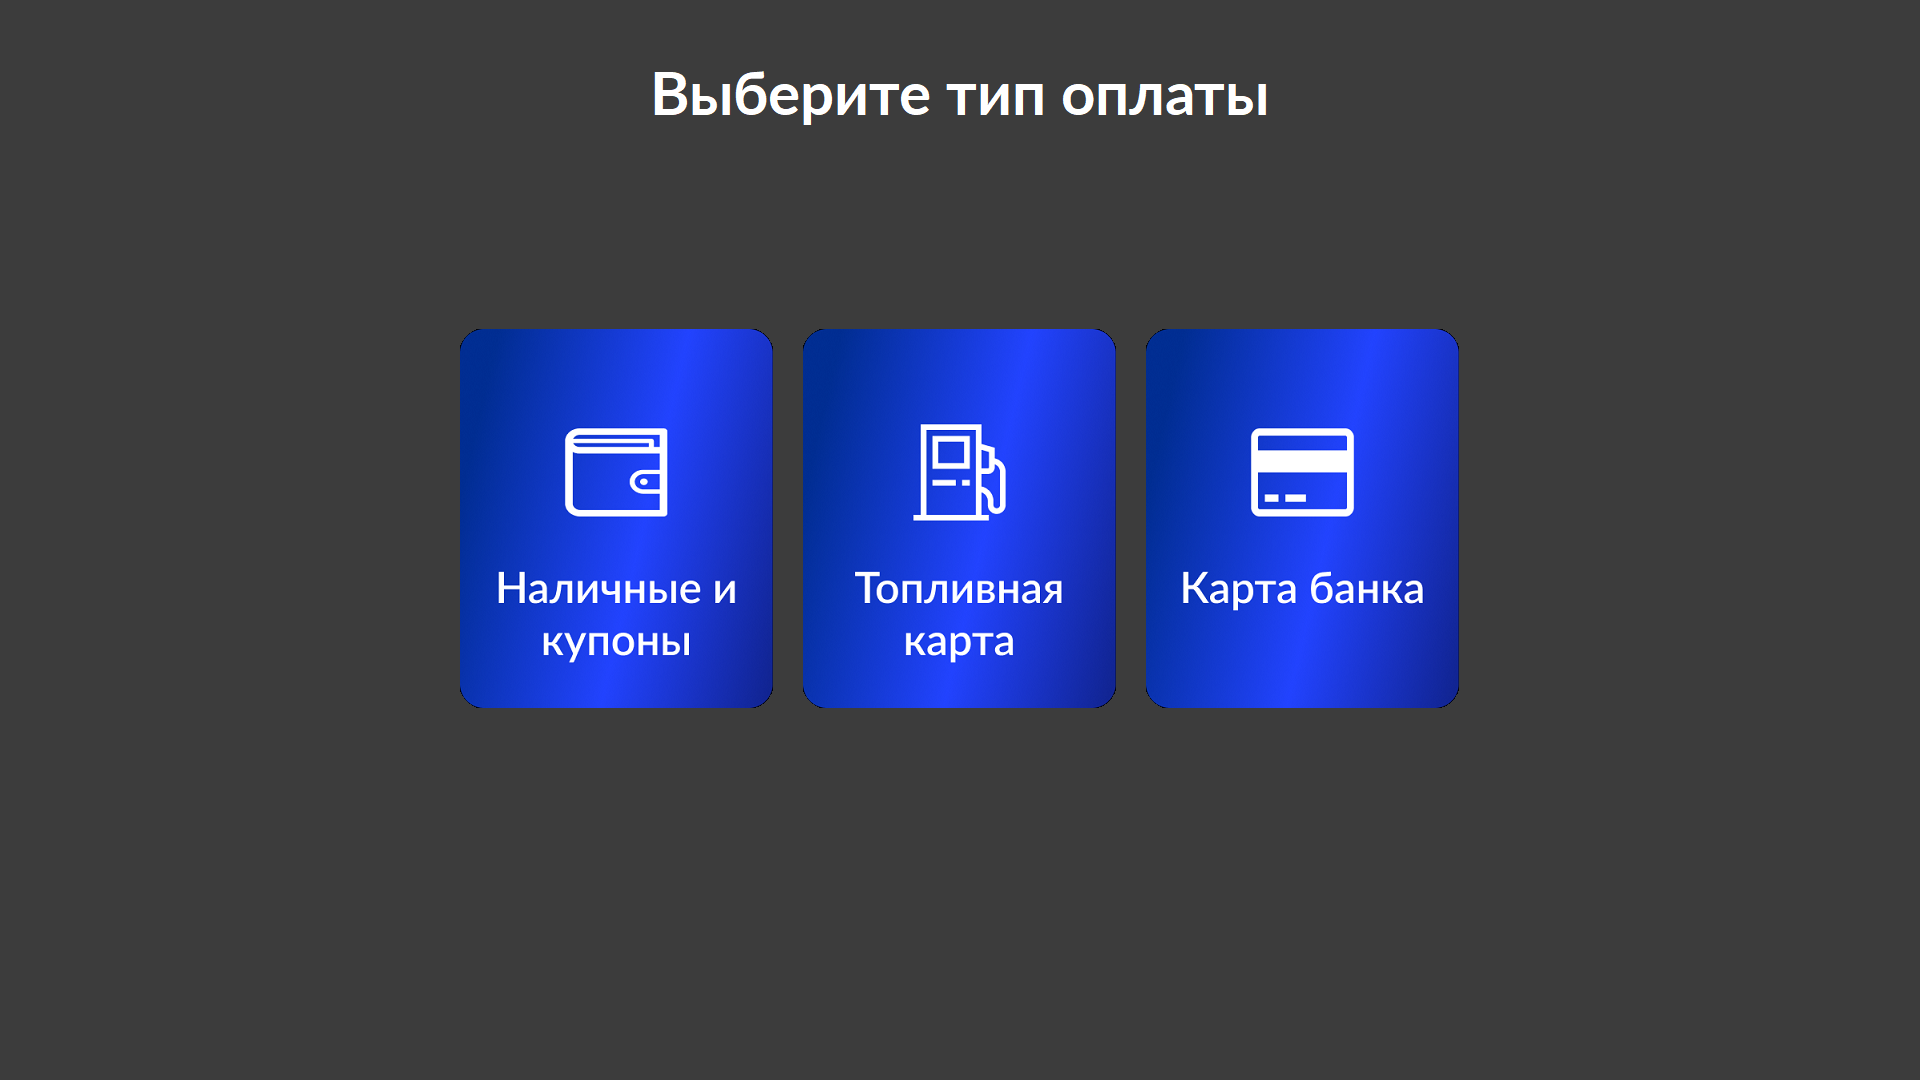 Выберите тип оплаты
Наличные и
купоны
Топливная
карта
Карта банка